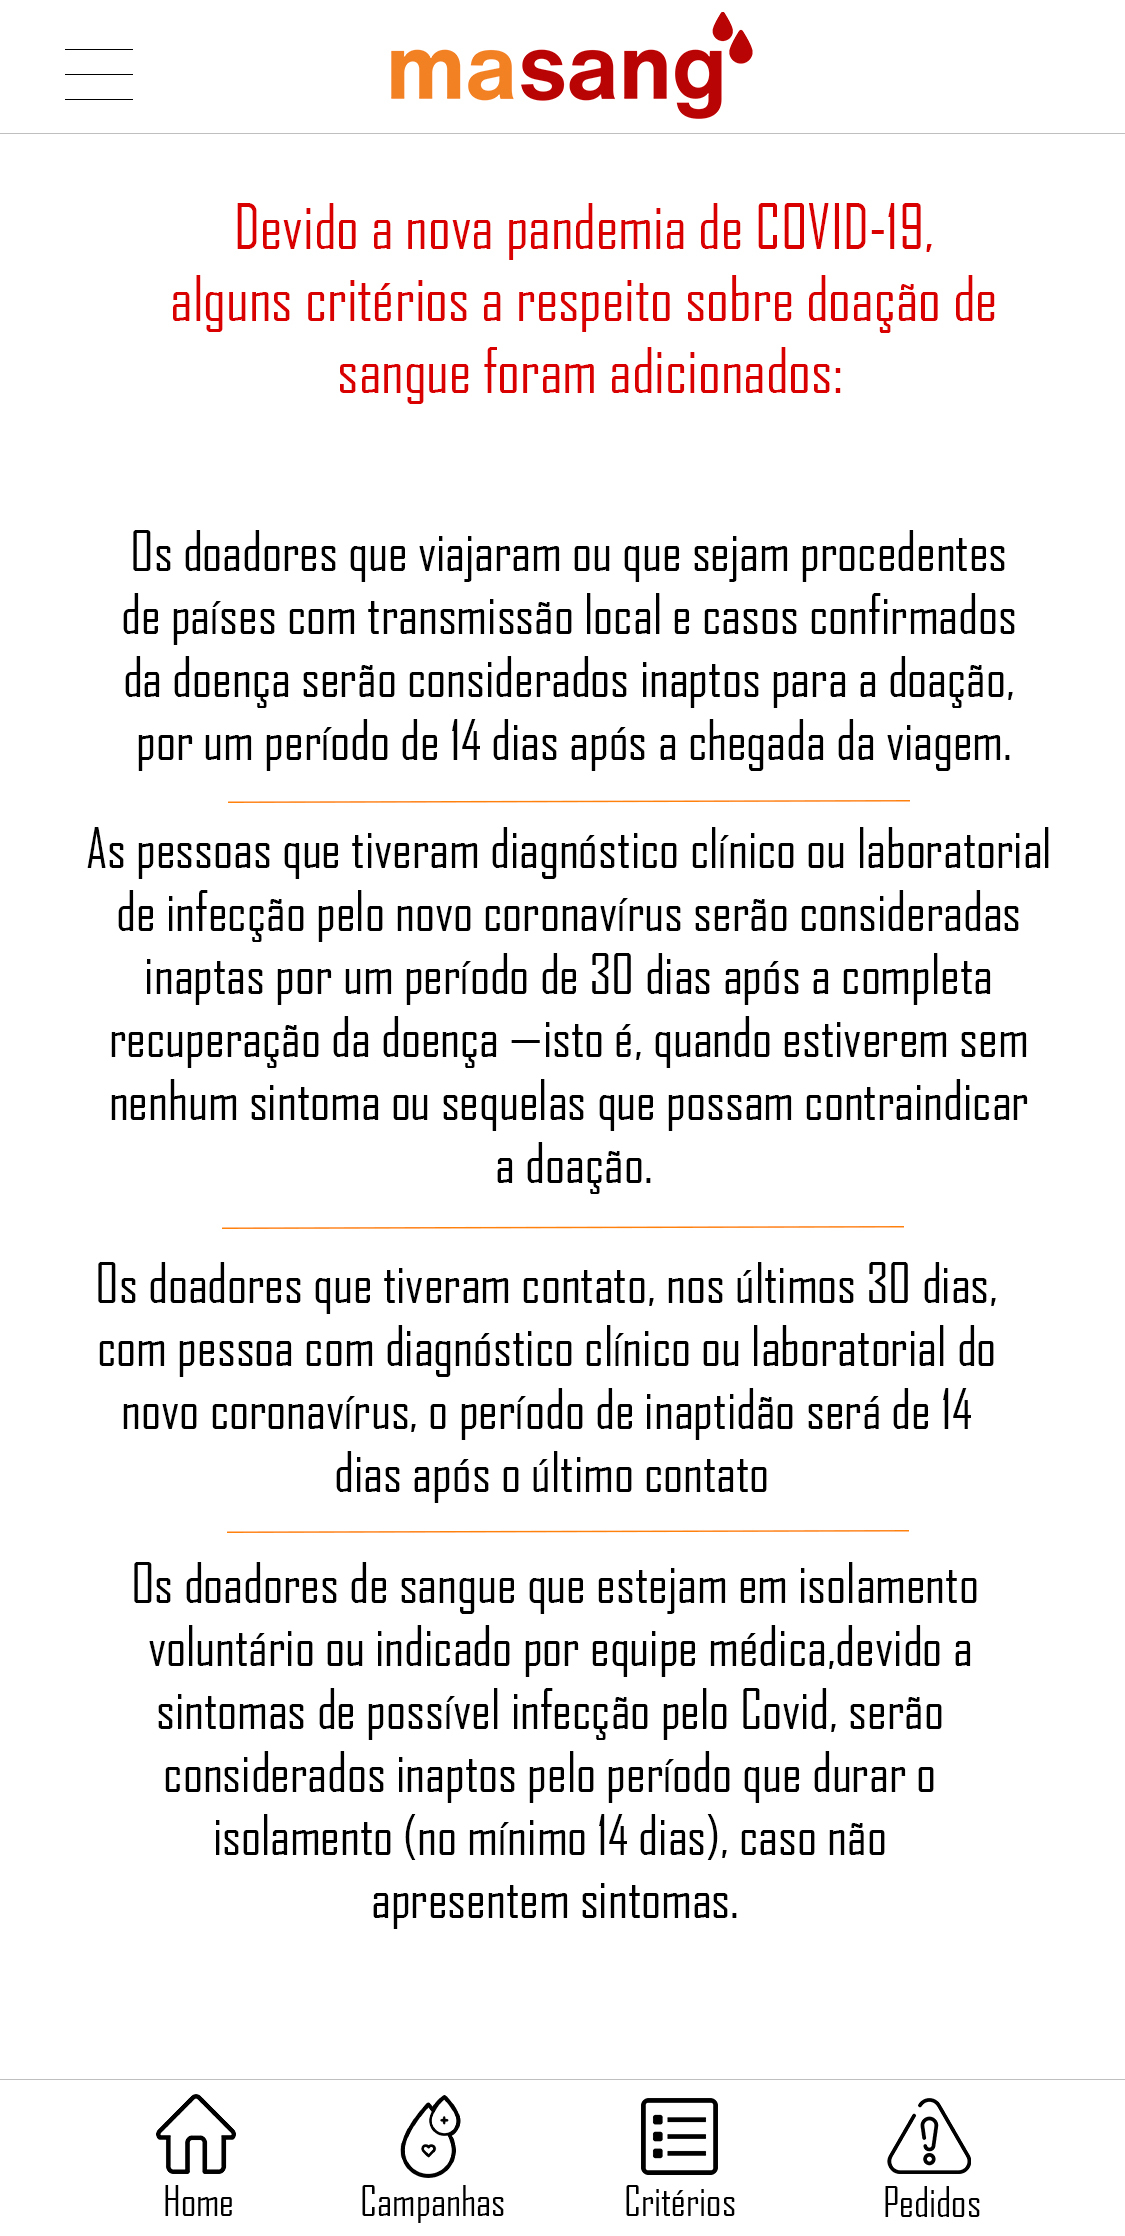 masang
Devido a nova pandemia de COVID-19,
alguns critérios a respeito sobre doação de
sangue foram adicionados:
Os doadores que viajaram ou que sejam procedentes
de países com transmissão local e casos confirmados
da doença serão considerados inaptos para a doação,
por um período de 14 dias após a chegada da viagem.
As pessoas que tiveram diagnóstico clínico ou laboratorial
de infecção pelo novo coronavírus serão consideradas
inaptas por um período de 30 dias após a completa
recuperação da doença —isto é, quando estiverem sem
nenhum sintoma ou sequelas que possam contraindicar
a doação.
Os doadores que tiveram contato, nos últimos 30 dias,
com pessoa com diagnóstico clínico ou laboratorial do
novo coronavírus, o período de inaptidão será de 14
dias após o último contato
Os doadores de sangue que estejam em isolamento
voluntário ou indicado por equipe médica,devido a
sintomas de possível infecção pelo Covid, serão
considerados inaptos pelo período que durar o
isolamento (no mínimo 14 dias), caso não
apresentem sintomas.
Home Campanhas Critérios Pedidos